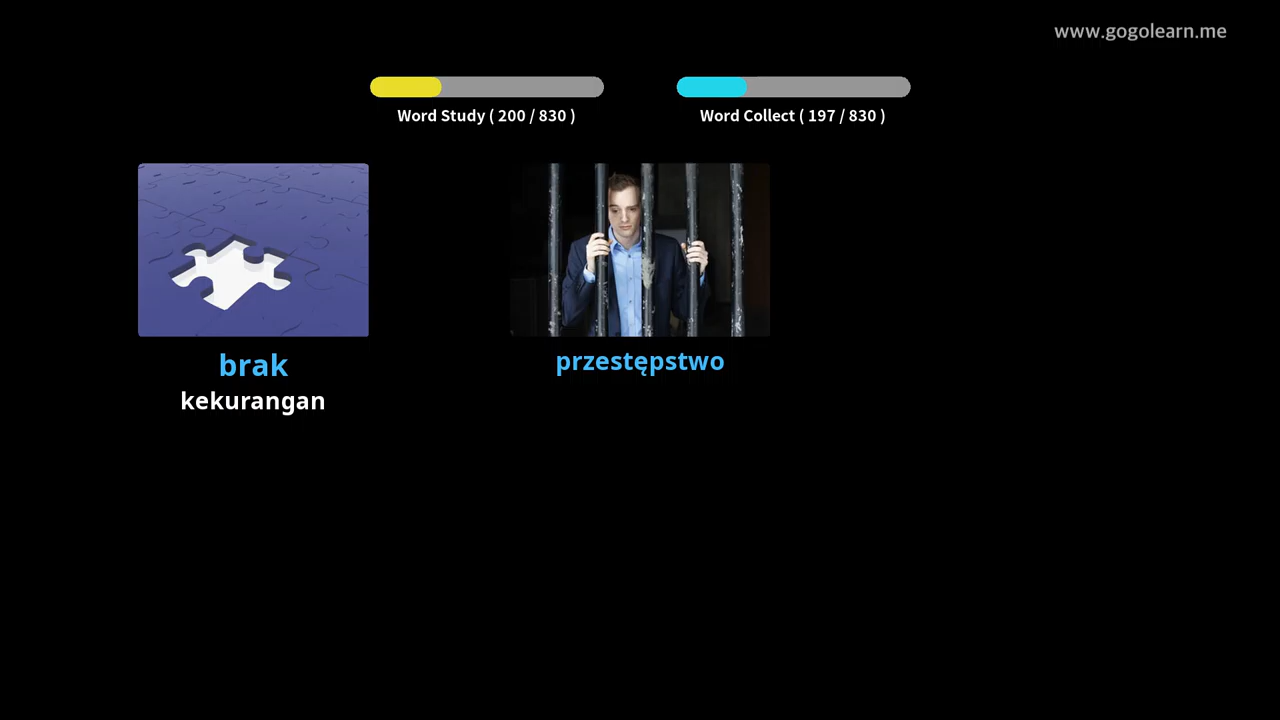 www.gogolearn.me
Word Study ( 200 / 830 )
Word Collect ( 197 / 830 )
brak
kekurangan
przestępstwo